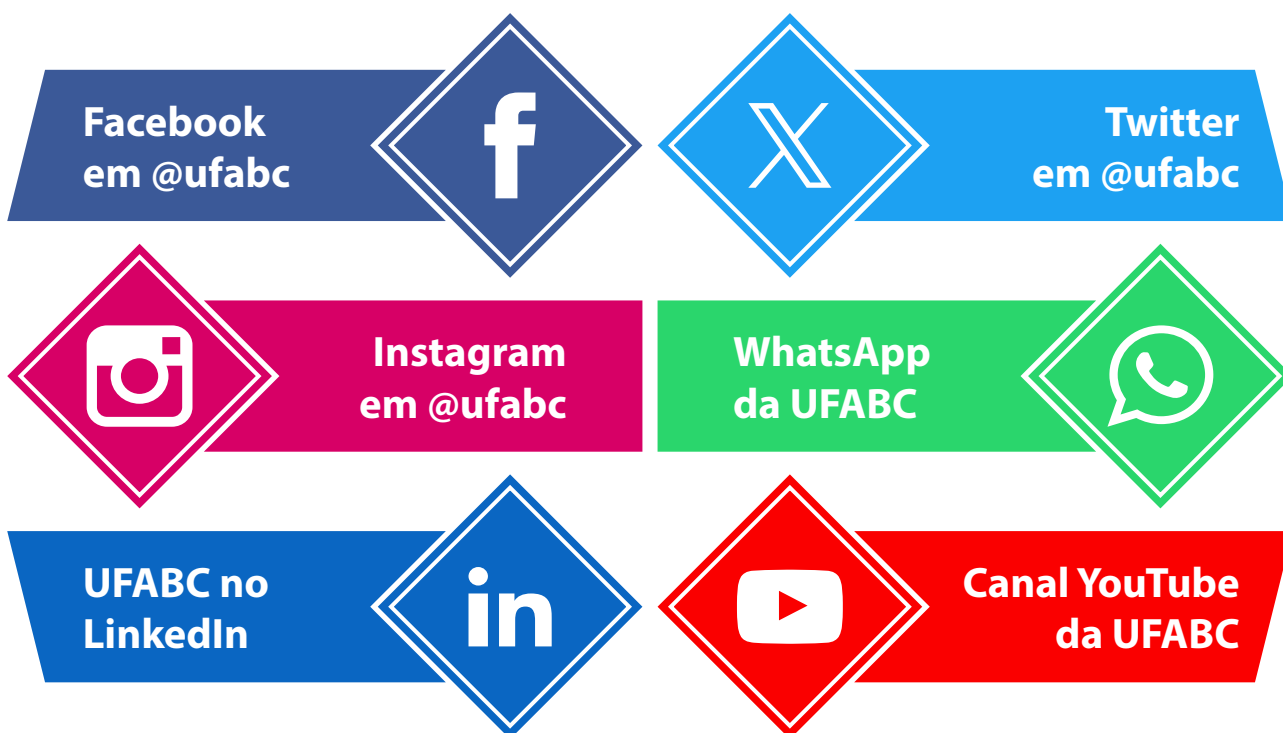 Facebook
em @ufabc
Twitter
em @ufabc
Instagram
em @ufabc
WhatsApp
da UFABC
UFABC no
LinkedIn
in
Canal YouTube
da UFABC